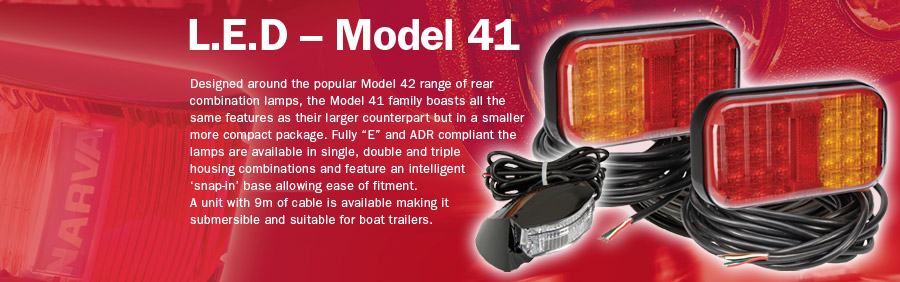 L.E.D – Model 41
Designed around the popular Model 42 range of rear
combination lamps, the Model 41 family boasts all the
same features as their larger counterpart but in a smaller
more compact package. Fully “E” and ADR compliant the
lamps are available in single, double and triple
housing combinations and feature an intelligent
‘snap-in’ base allowing ease of fitment.
A unit with 9m of cable is available making it
submersible and suitable for boat trailers.
NARVA